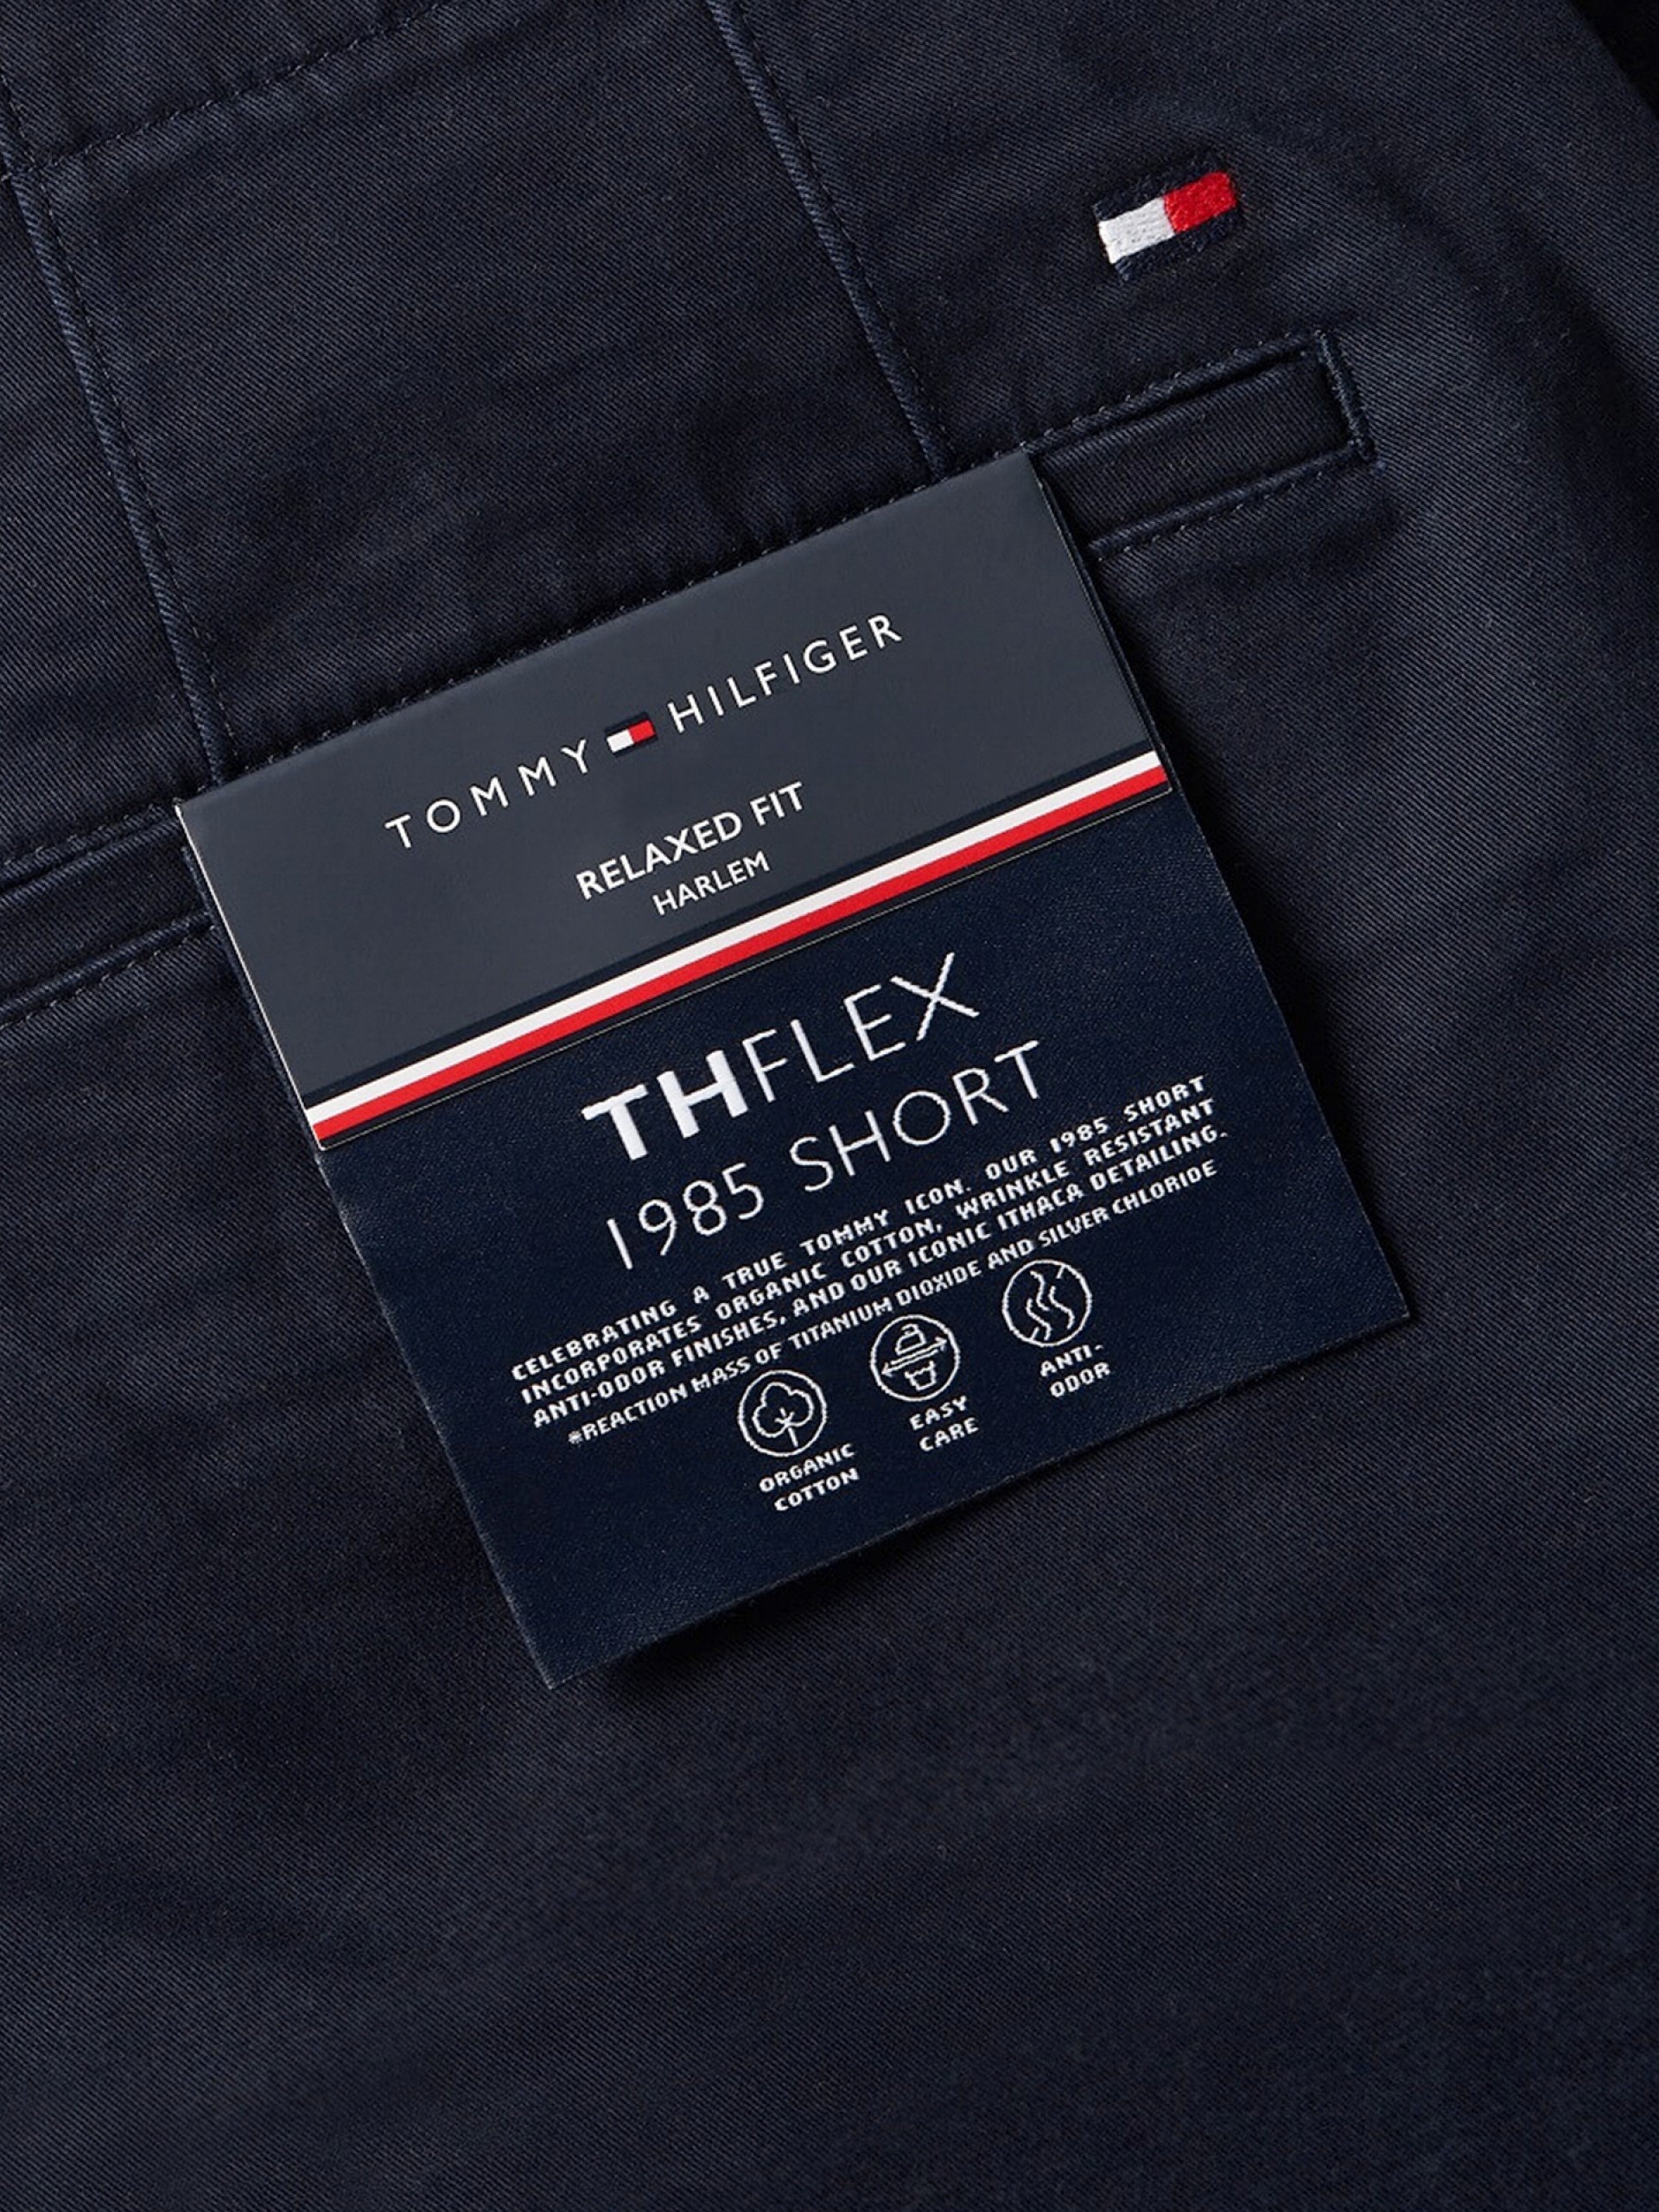 TOMMY HILFIGER
RELAXED FIT
HARLEM
THFLEX
1985 SHORT
CELEBRATING A TRUE TOMMY ICON. OUR 1985 SHORT
INCORPORATES ORGANIC COTTON, WRINKLE RESISTANT
ANTI-ODOR FINISHES, AND OUR ICONIC ITHACA DETAILING.
*REACTION MASS OF TITANIUM DIOXIDE AND SILVER CHLORIDE
ORGANIC
COTTON
EASY
CARE
ANTI-
ODOR